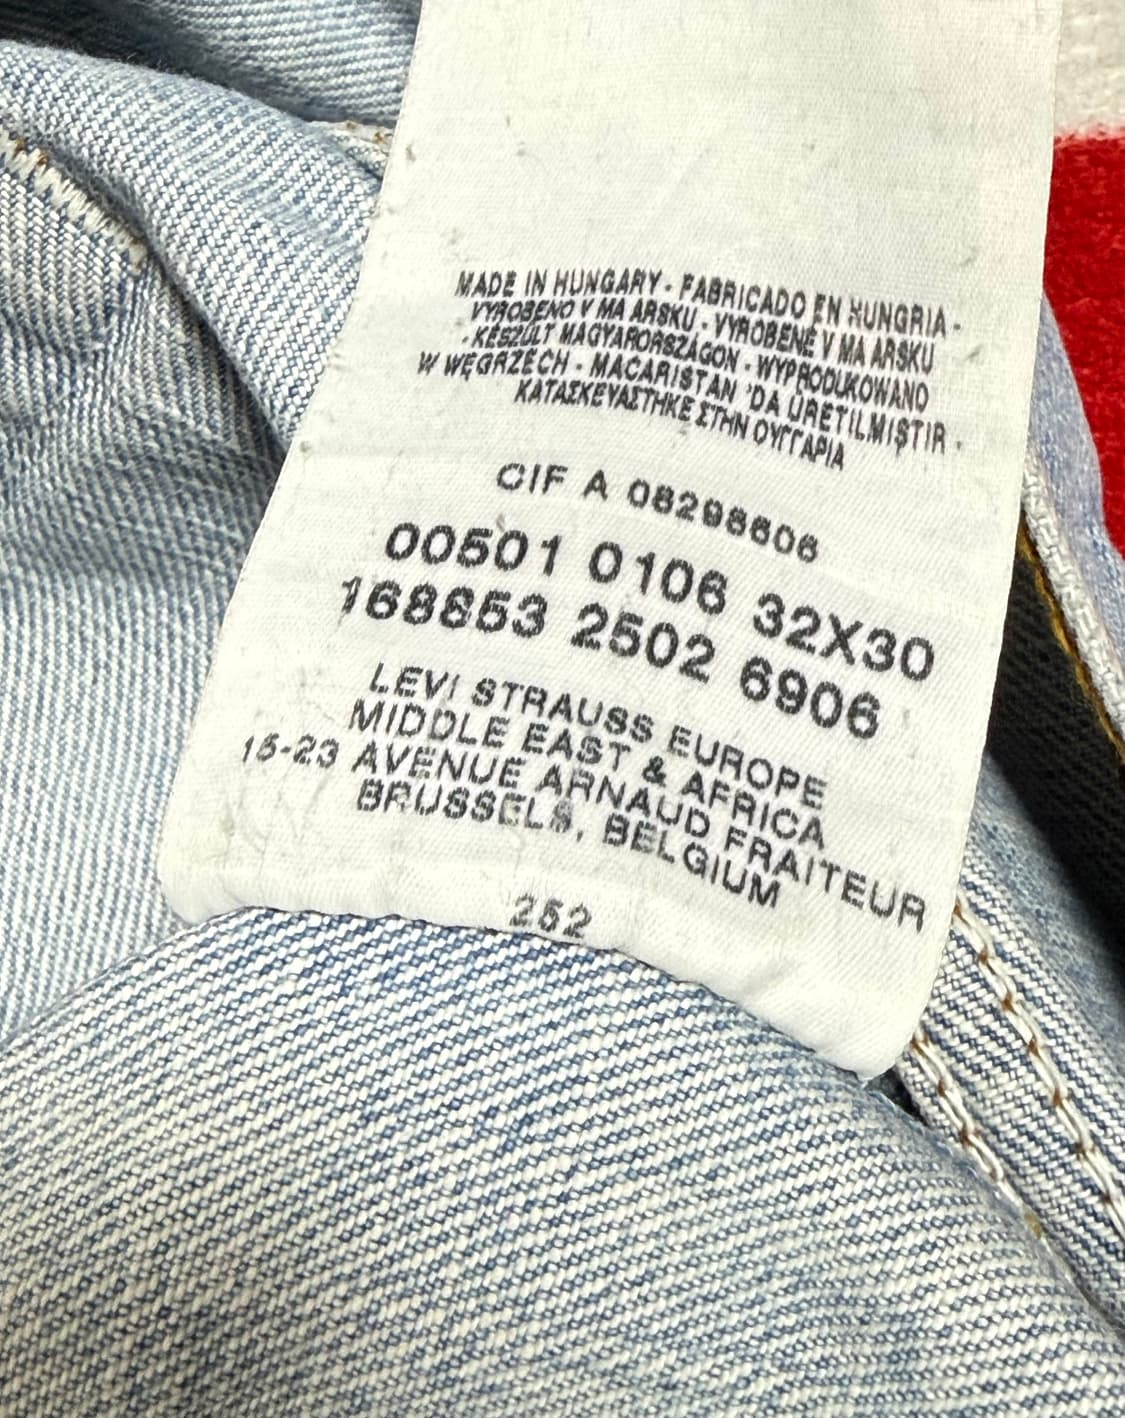 MADE IN HUNGARY - FABRICADO EN HUNGRIA -
VYROBENO V MA ARSKU - VYROBENÉ V MA ARSKU
- KÉSZÜLT MAGYARORSZÁGON - WYPRODUKOWANO
W WĘGRZECH - MACARISTAN 'DA ÜRETILMIŞTIR -
ΚΑΤΑΣΚΕΥΑΣΤΗΚΕ ΣΤΗΝ ΟΥΓΓΑΡΙΑ
CIF A 08298606
00501 0106 32X30
168853 2502 6906
LEVI STRAUSS EUROPE
MIDDLE EAST & AFRICA
15-23 AVENUE ARNAUD FRAITEUR
BRUSSELS, BELGIUM
252